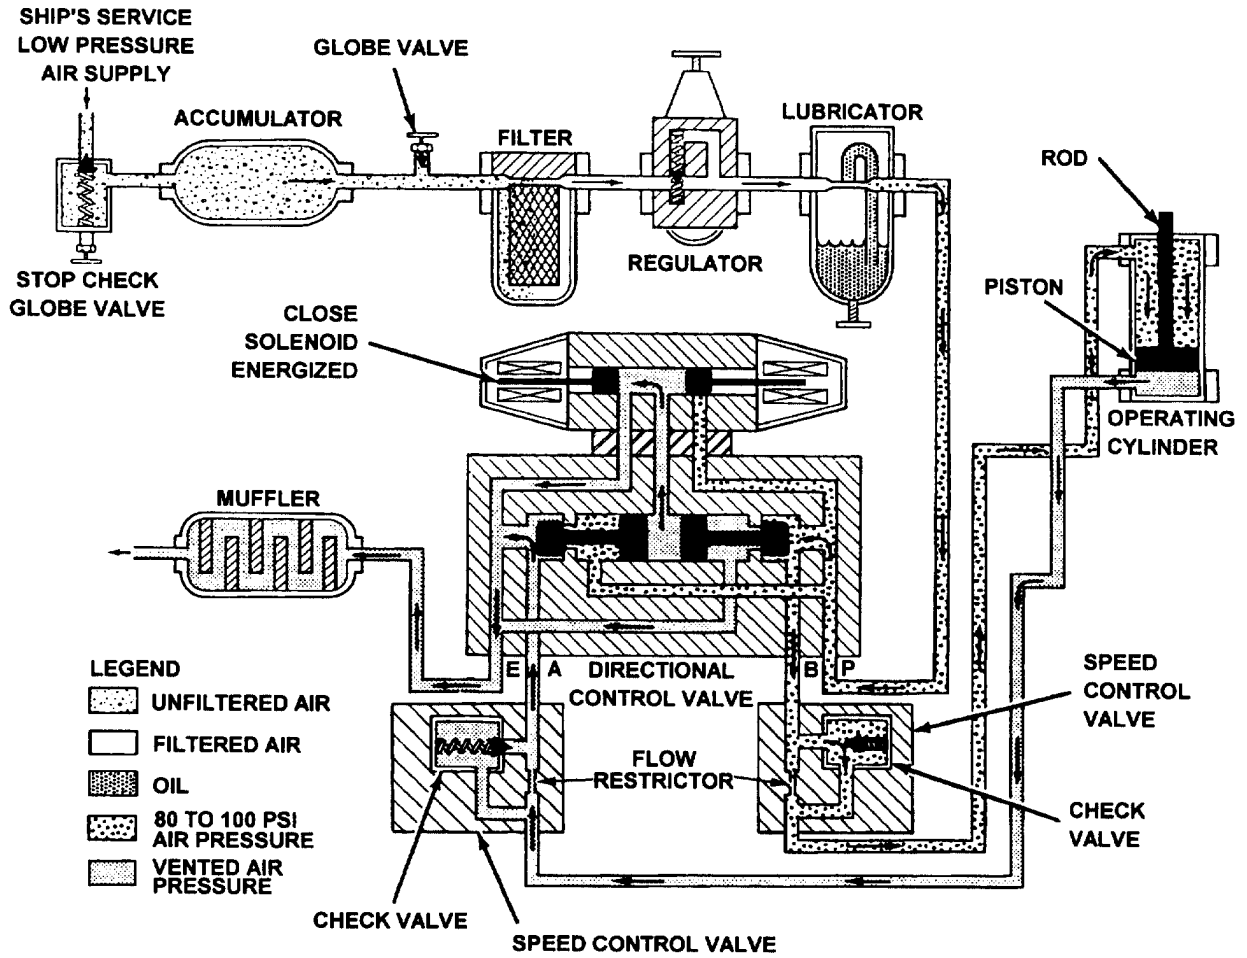 SHIP'S SERVICE
LOW PRESSURE
AIR SUPPLY
GLOBE VALVE
ACCUMULATOR
FILTER
LUBRICATOR
ROD
STOP CHECK
GLOBE VALVE
REGULATOR
PISTON
CLOSE
SOLENOID
ENERGIZED
OPERATING
CYLINDER
MUFFLER
E
A
DIRECTIONAL
CONTROL VALVE
B
P
LEGEND
UNFILTERED AIR
FILTERED AIR
OIL
80 TO 100 PSI
AIR PRESSURE
VENTED AIR
PRESSURE
SPEED
CONTROL
VALVE
FLOW
RESTRICTOR
CHECK
VALVE
CHECK VALVE
SPEED CONTROL VALVE